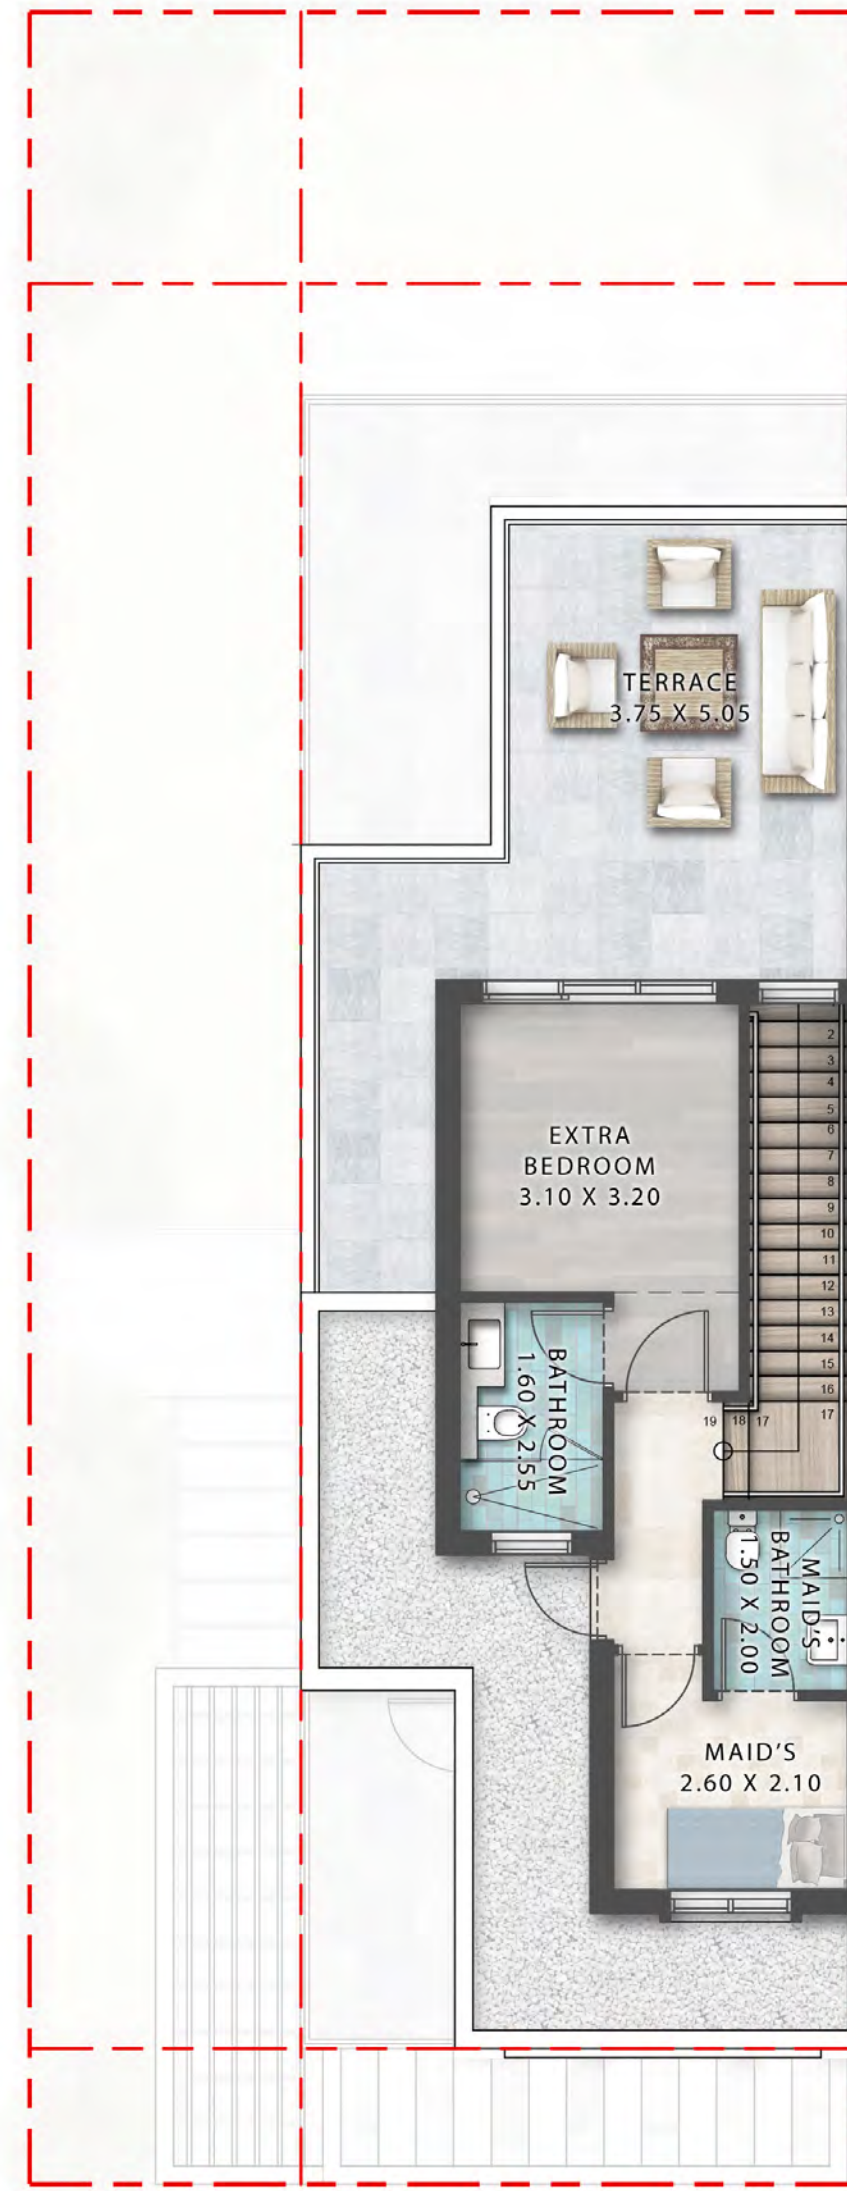 TERRACE
3.75 X 5.05
2
3
4
5
6
7
8
9
10
11
12
13
14
15
16
17
19 18 17
EXTRA
BEDROOM
3.10 X 3.20
BATHROOM
1.60 X 2.55
MAID'S
BATHROOM
1.50 X 2.00
MAID'S
2.60 X 2.10